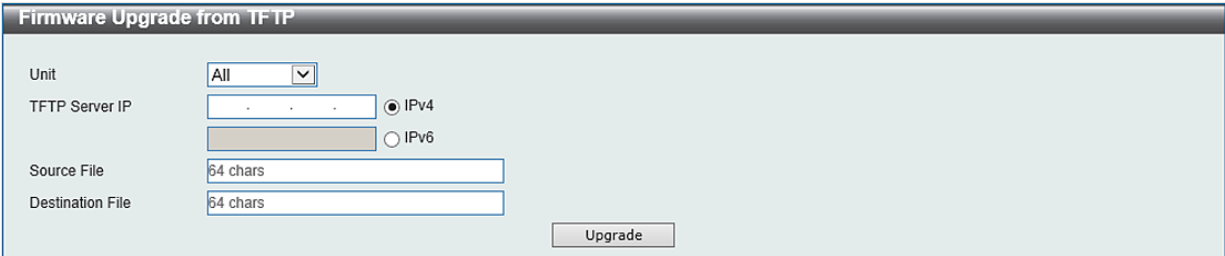 Firmware Upgrade from TFTP
Unit All
TFTP Server IP . . . IPv4
IPv6
Source File 64 chars
Destination File 64 chars
Upgrade